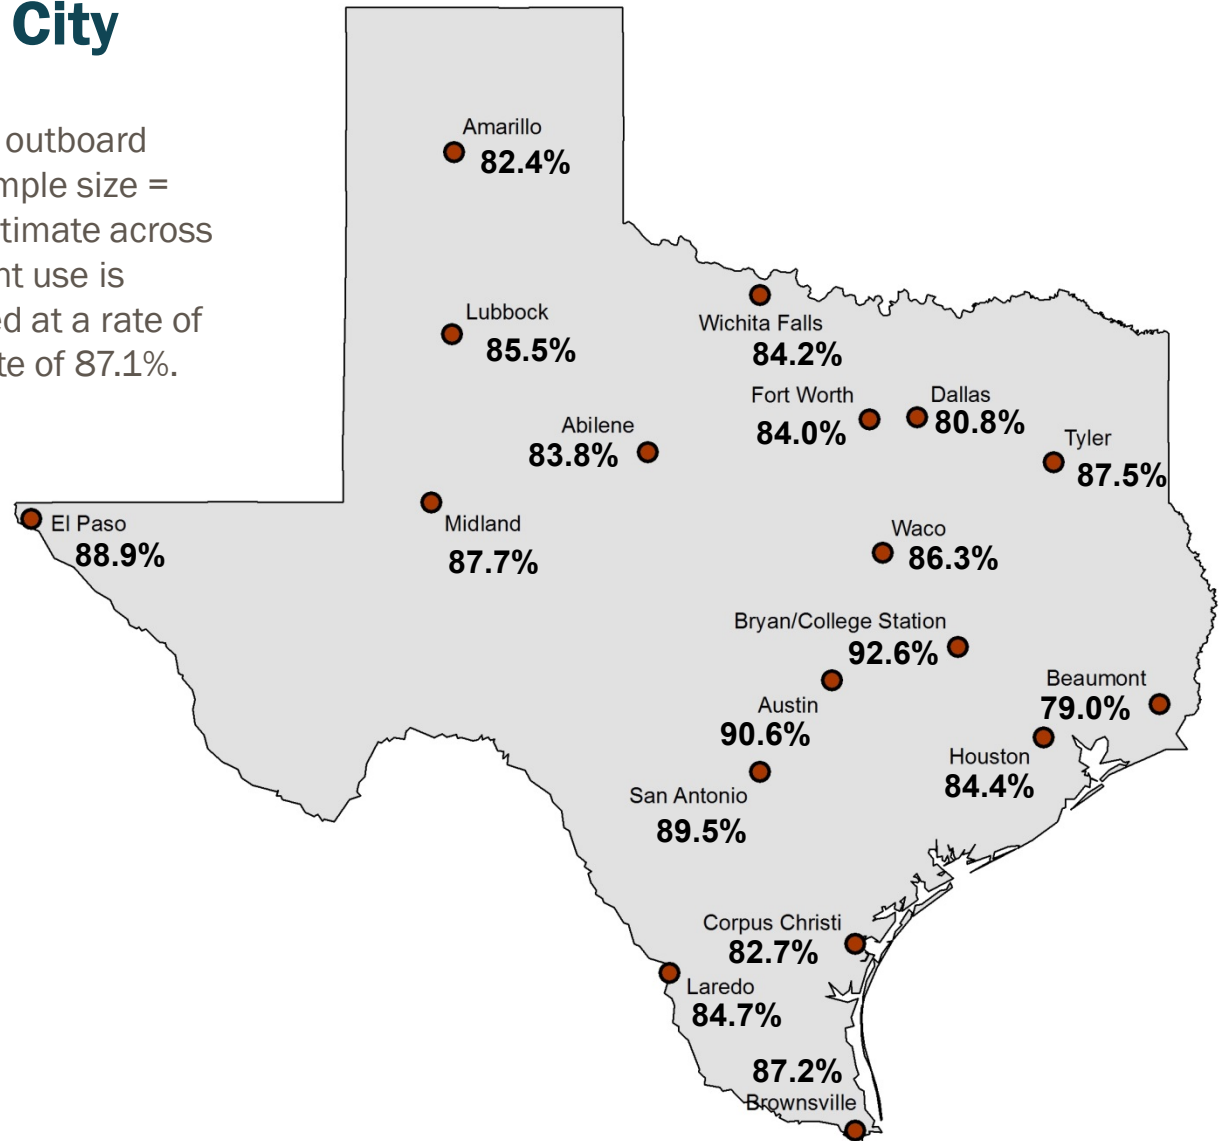 City
outboard
mple size =
timate across
nt use is
ed at a rate of
te of 87.1%.
Amarillo
82.4%
Lubbock
85.5%
Wichita Falls
84.2%
Fort Worth
84.0%
Dallas
80.8%
Abilene
83.8%
Tyler
87.5%
El Paso
88.9%
Midland
87.7%
Waco
86.3%
Bryan/College Station
92.6%
Austin
90.6%
Beaumont
79.0%
Houston
84.4%
San Antonio
89.5%
Corpus Christi
82.7%
Laredo
84.7%
87.2%
Brownsville